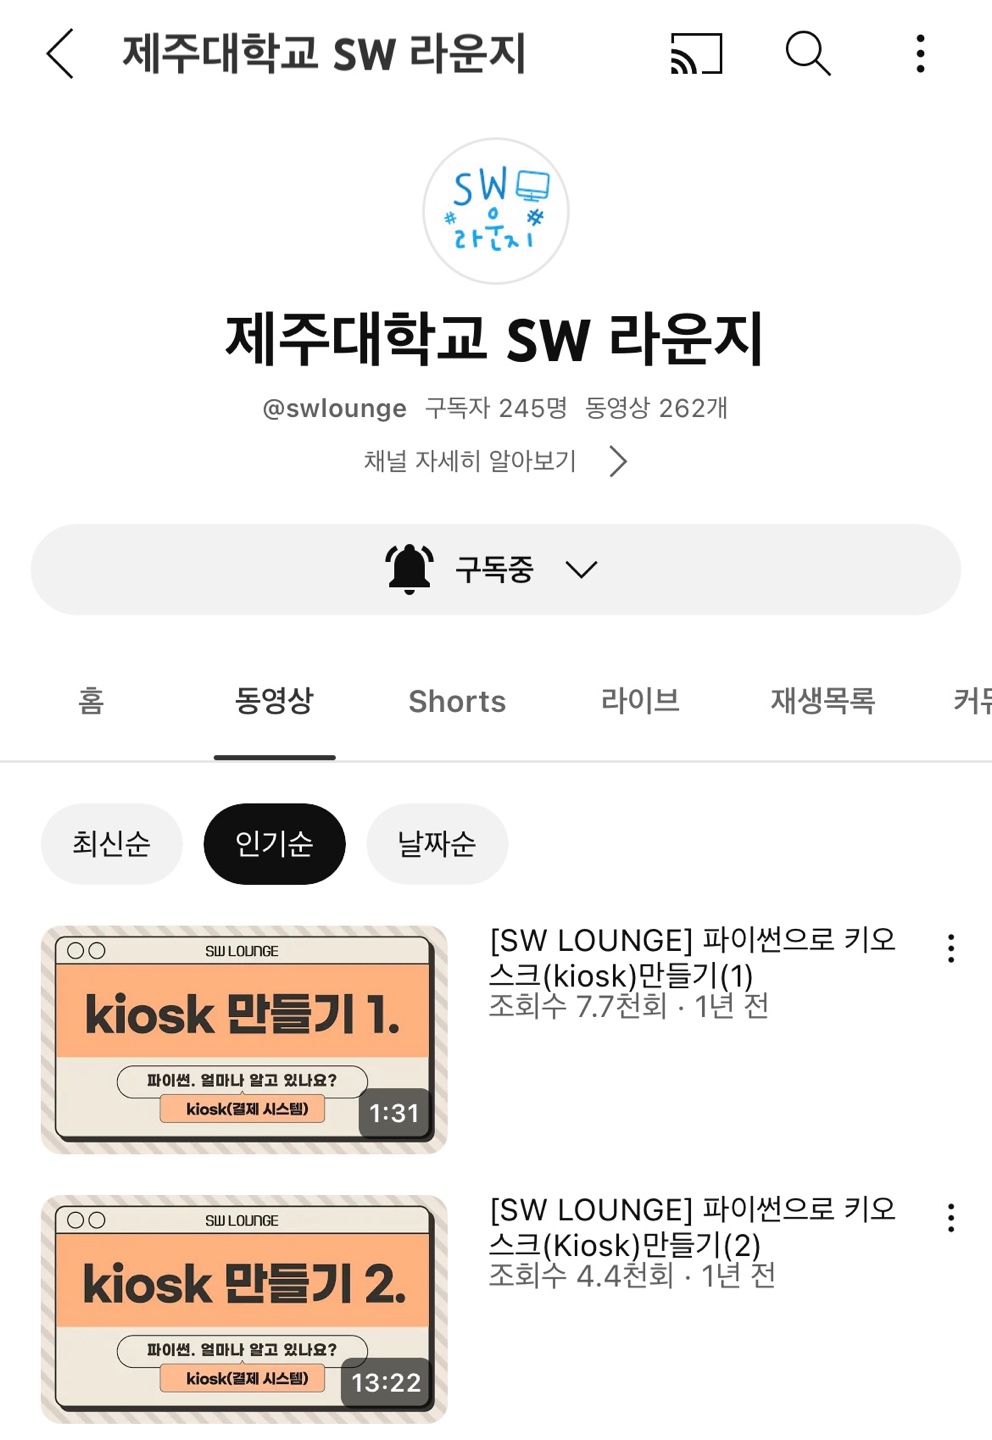 제주대학교 SW 라운지
SW
# 라운지 #
제주대학교 SW 라운지
@swlounge 구독자 245명 동영상 262개
채널 자세히 알아보기
구독중
홈 동영상 Shorts 라이브 재생목록 커뮤
최신순 인기순 날짜순
SW LOUNGE
kiosk 만들기 1.
파이썬. 얼마나 알고 있나요?
kiosk(결제 시스템)
1:31
[SW LOUNGE] 파이썬으로 키오
스크(kiosk)만들기(1)
조회수 7.7천회 · 1년 전
SW LOUNGE
kiosk 만들기 2.
파이썬. 얼마나 알고 있나요?
kiosk(결제 시스템)
13:22
[SW LOUNGE] 파이썬으로 키오
스크(Kiosk)만들기(2)
조회수 4.4천회 · 1년 전